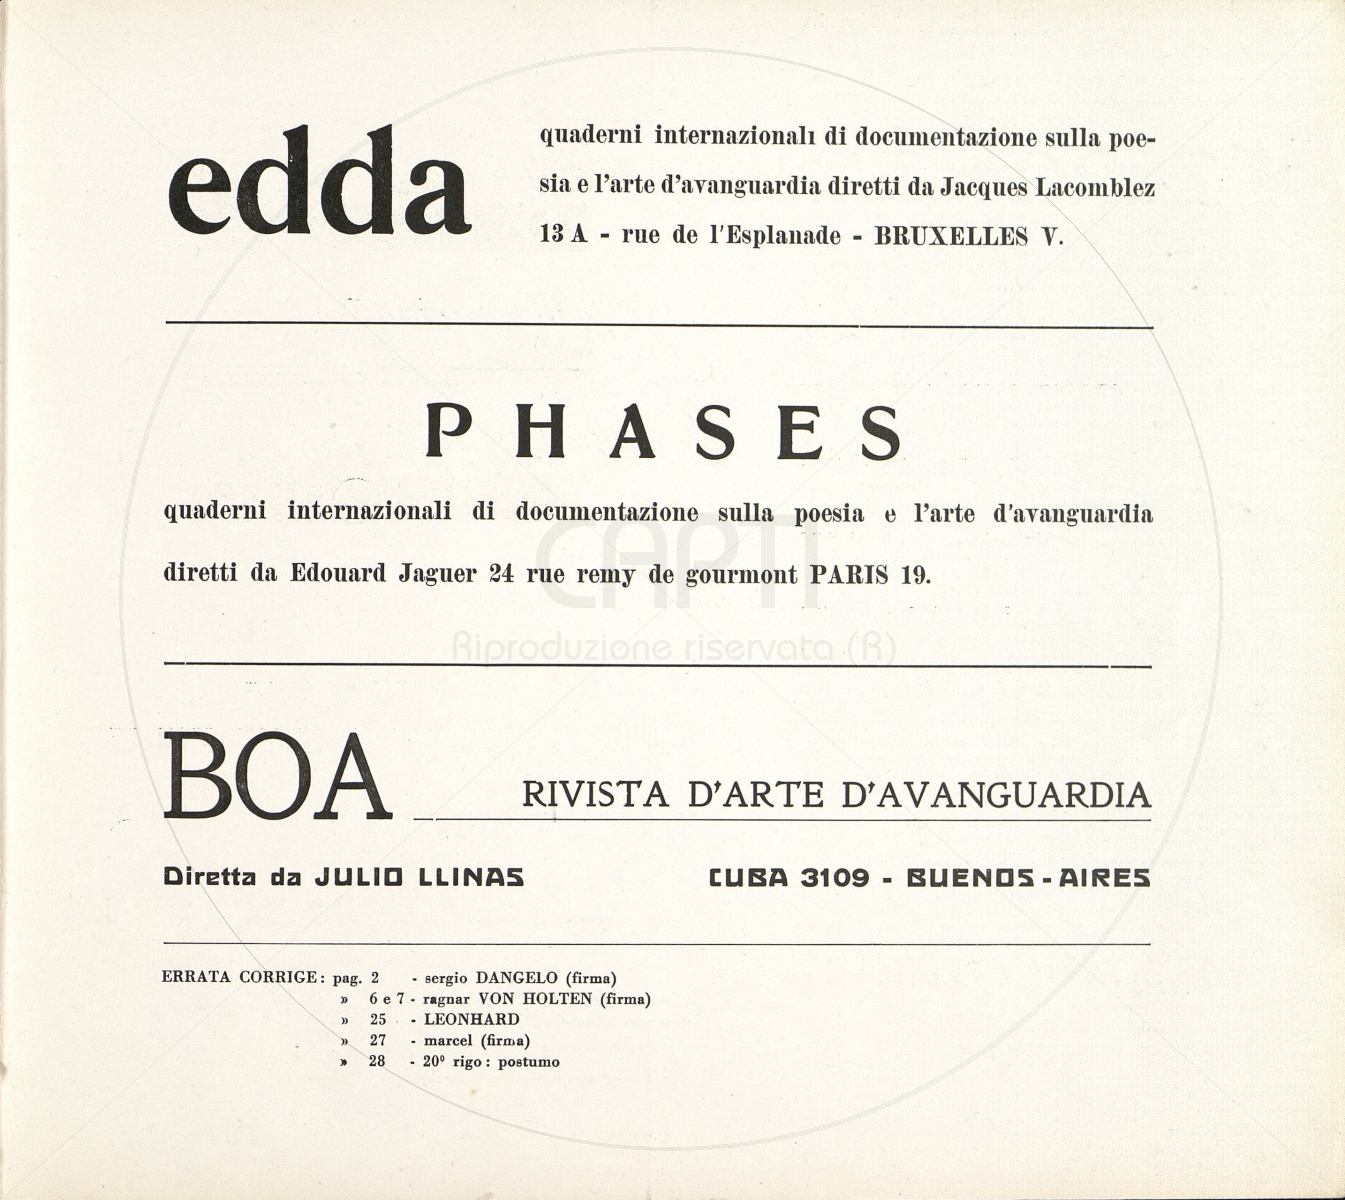 edda
quaderni internazionali di documentazione sulla poe-
sia e l'arte d'avanguardia diretti da Jacques Lacomblez
13 A - rue de l'Esplanade - BRUXELLES V.
PHASES
quaderni internazionali di documentazione sulla poesia e l'arte d'avanguardia
diretti da Edouard Jaguer 24 rue remy de gourmont PARIS 19.
CAPTI
Riproduzione riservata (R)
BOA RIVISTA D'ARTE D'AVANGUARDIA
Diretta da JULIO LLINAS CUBA 3109 - BUENOS - AIRES
ERRATA CORRIGE: pag. 2 - sergio DANGELO (firma)
» 6 e 7 - ragnar VON HOLTEN (firma)
» 25 - LEONHARD
» 27 - marcel (firma)
» 28 - 20º rigo: postumo